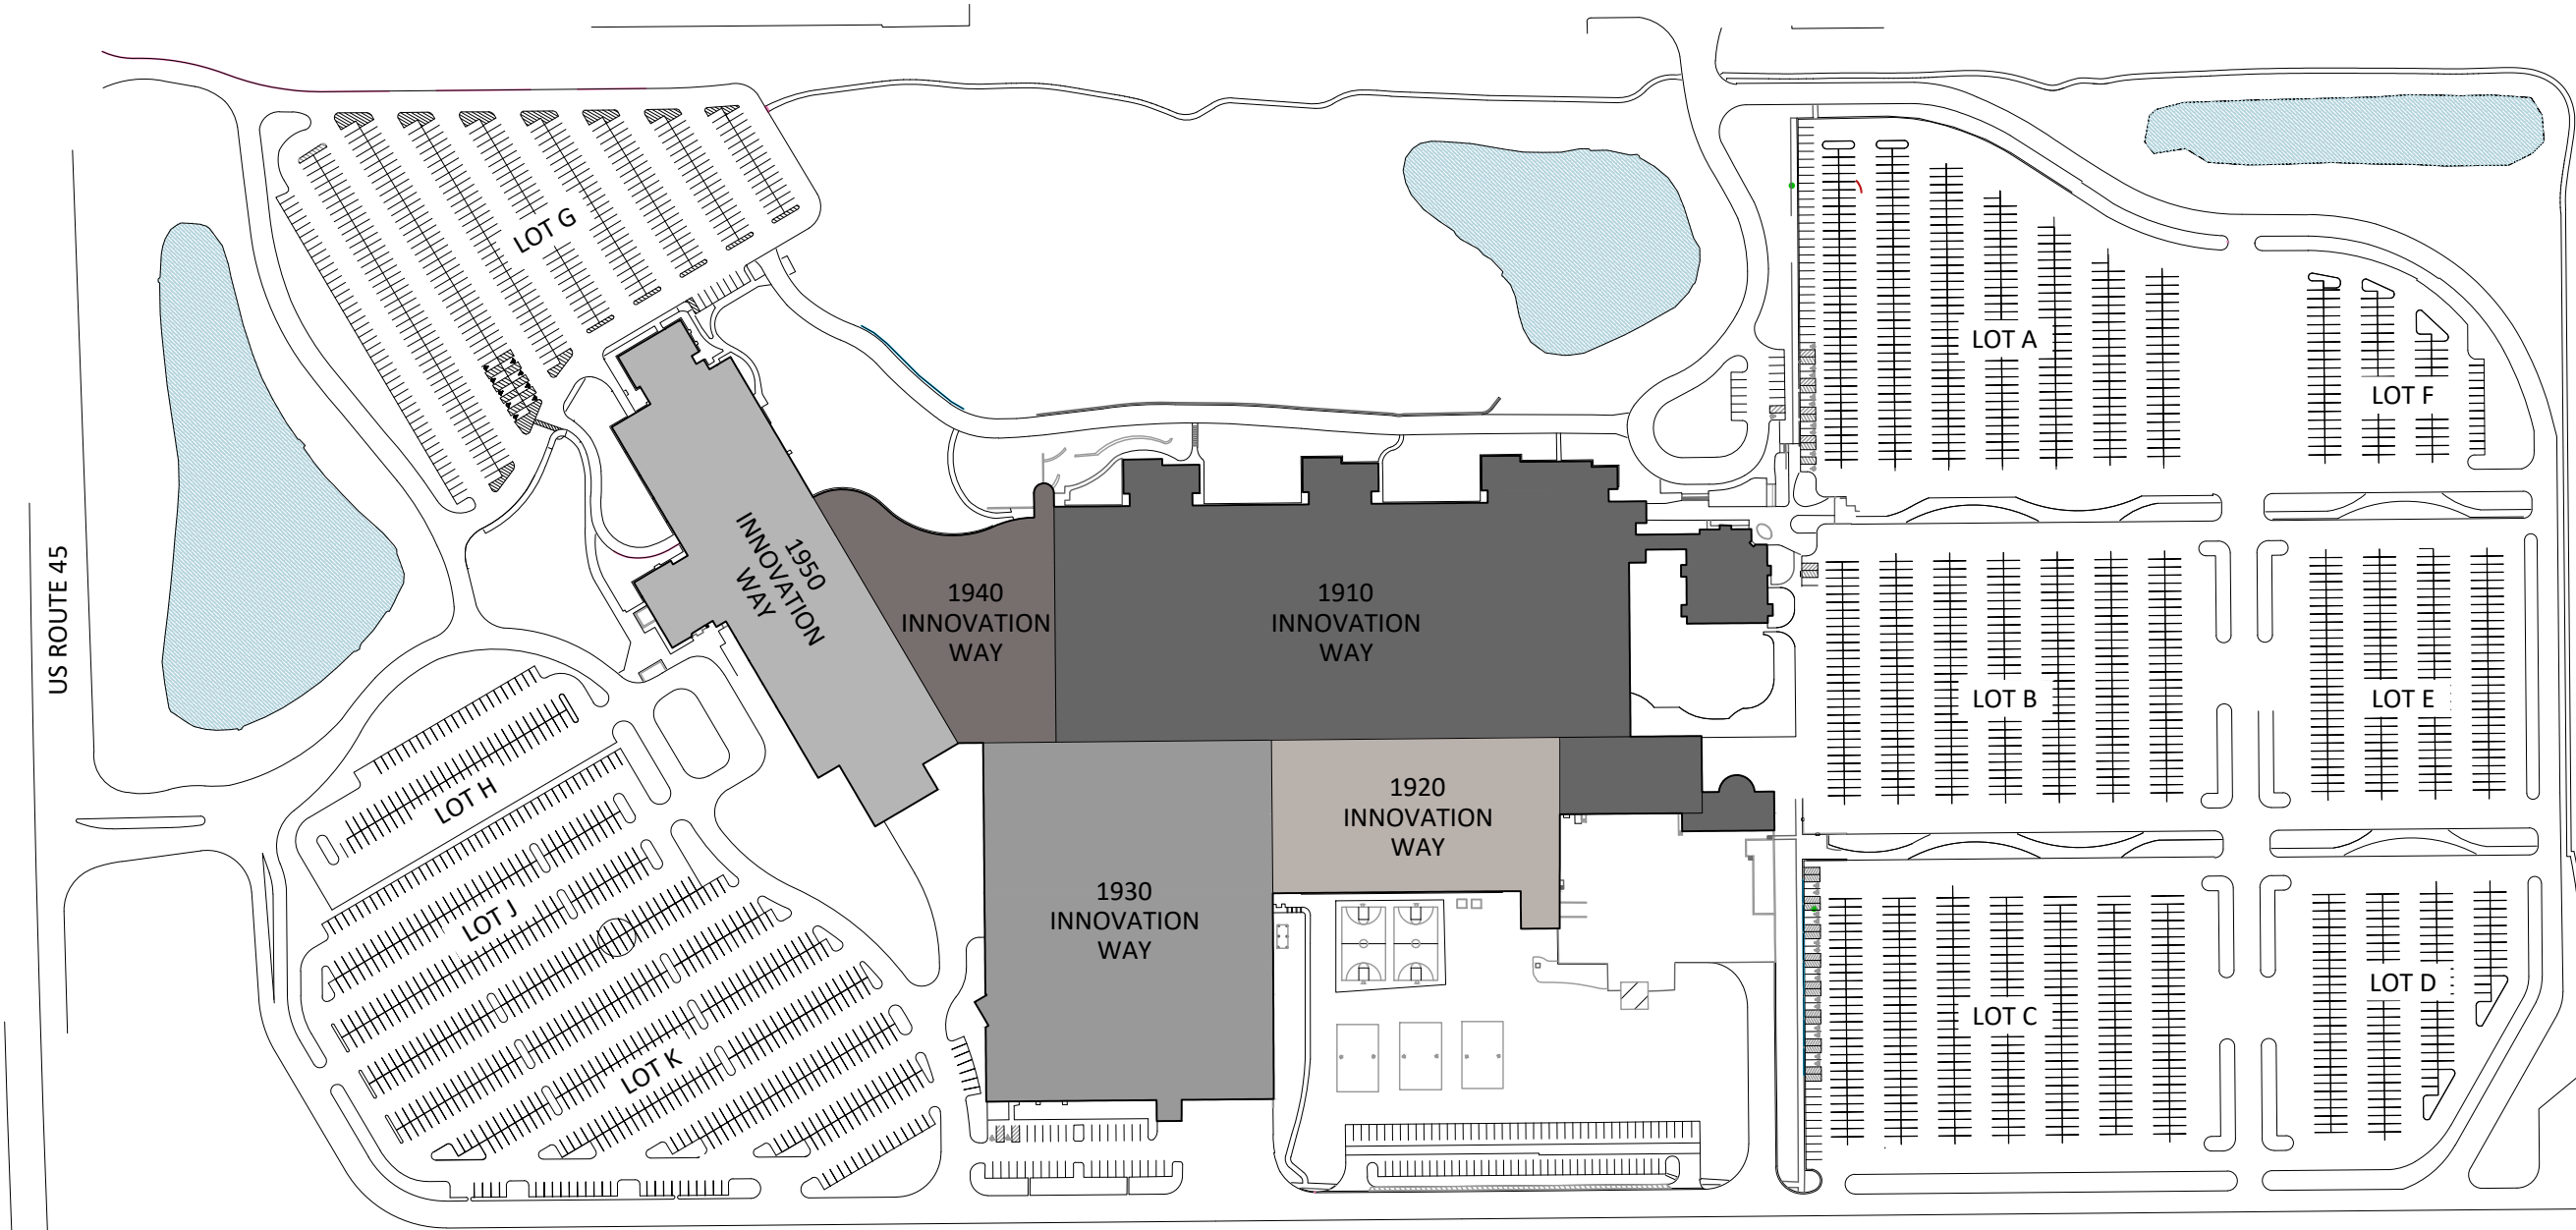 LOT G
LOT A
LOT F
US ROUTE 45
1950
INNOVATION
WAY
1940
INNOVATION
WAY
1910
INNOVATION
WAY
LOT B
LOT E
LOT H
1920
INNOVATION
WAY
LOT J
1930
INNOVATION
WAY
LOT D
LOT C
LOT K